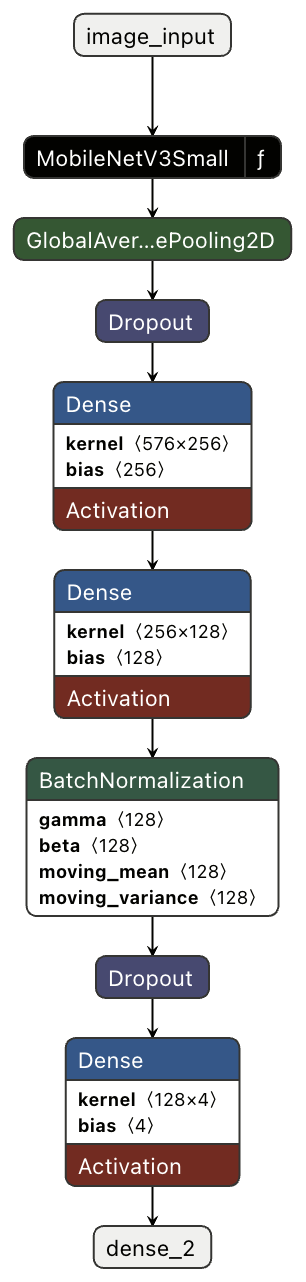 image_input
MobileNetV3Small ƒ
GlobalAver...ePooling2D
Dropout
Dense
kernel 〈576×256〉
bias 〈256〉
Activation
Dense
kernel 〈256×128〉
bias 〈128〉
Activation
BatchNormalization
gamma 〈128〉
beta 〈128〉
moving_mean 〈128〉
moving_variance 〈128〉
Dropout
Dense
kernel 〈128×4〉
bias 〈4〉
Activation
dense_2